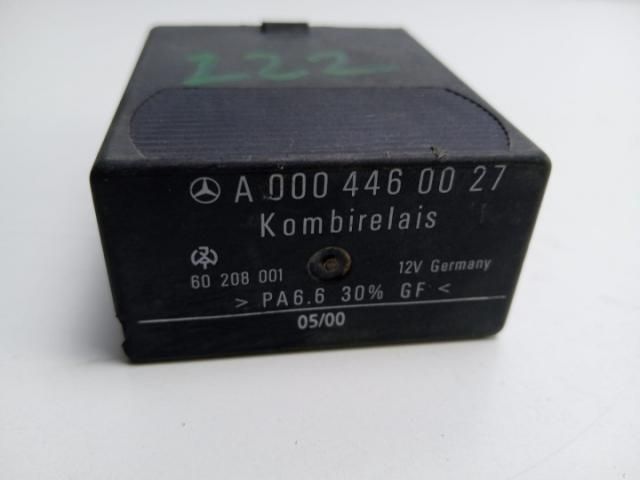 222
A 000 446 00 27
Kombirelais
60 208 001 12V Germany
> PA6.6 30% GF <
05/00